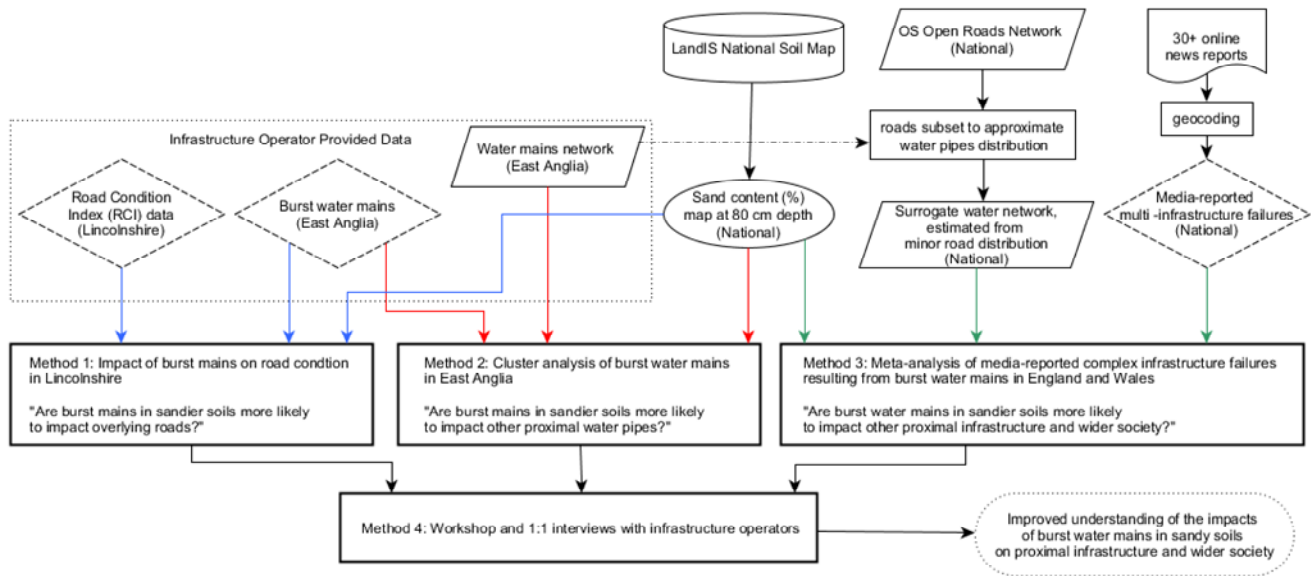 LandIS National Soil Map
OS Open Roads Network
(National)
30+ online
news reports
Infrastructure Operator Provided Data
Water mains network
(East Anglia)
roads subset to approximate
water pipes distribution
geocoding
Road Condition
Index (RCI) data
(Lincolnshire)
Burst water mains
(East Anglia)
Sand content (%)
map at 80 cm depth
(National)
Surrogate water network,
estimated from
minor road distribution
(National)
Media-reported
multi -infrastructure failures
(National)
Method 1: Impact of burst mains on road condtion
in Lincolnshire
"Are burst mains in sandier soils more likely
to impact overlying roads?"
Method 2: Cluster analysis of burst water mains
in East Anglia
"Are burst mains in sandier soils more likely
to impact other proximal water pipes?"
Method 3: Meta-analysis of media-reported complex infrastructure failures
resulting from burst water mains in England and Wales
"Are burst water mains in sandier soils more likely
to impact other proximal infrastructure and wider society?"
Method 4: Workshop and 1:1 interviews with infrastructure operators
Improved understanding of the impacts
of burst water mains in sandy soils
on proximal infrastructure and wider society